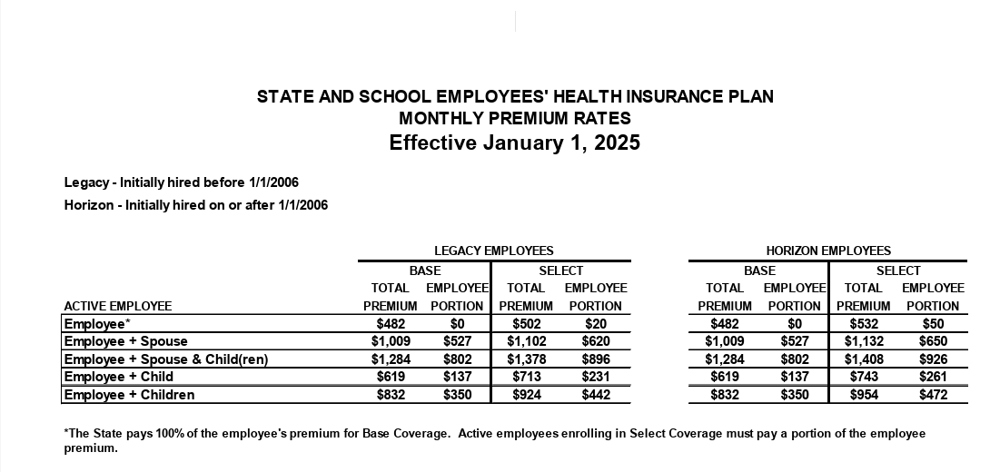 STATE AND SCHOOL EMPLOYEES' HEALTH INSURANCE PLAN
MONTHLY PREMIUM RATES
Effective January 1, 2025
Legacy - Initially hired before 1/1/2006
Horizon - Initially hired on or after 1/1/2006
LEGACY EMPLOYEES HORIZON EMPLOYEES
BASE SELECT BASE SELECT
TOTAL EMPLOYEE TOTAL EMPLOYEE TOTAL EMPLOYEE TOTAL EMPLOYEE
ACTIVE EMPLOYEE PREMIUM PORTION PREMIUM PORTION PREMIUM PORTION PREMIUM PORTION
Employee* $482 $0 $502 $20 $482 $0 $532 $50
Employee + Spouse $1,009 $527 $1,102 $620 $1,009 $527 $1,132 $650
Employee + Spouse & Child(ren) $1,284 $802 $1,378 $896 $1,284 $802 $1,408 $926
Employee + Child $619 $137 $713 $231 $619 $137 $743 $261
Employee + Children $832 $350 $924 $442 $832 $350 $954 $472
*The State pays 100% of the employee's premium for Base Coverage. Active employees enrolling in Select Coverage must pay a portion of the employee
premium.